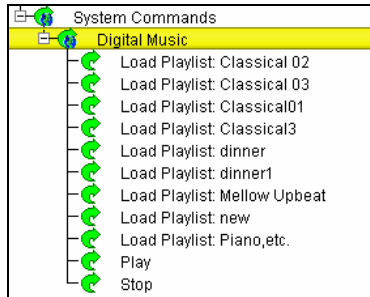 System Commands
Digital Music
Load Playlist: Classical 02
Load Playlist: Classical 03
Load Playlist: Classical01
Load Playlist: Classical3
Load Playlist: dinner
Load Playlist: dinner1
Load Playlist: Mellow Upbeat
Load Playlist: new
Load Playlist: Piano,etc.
Play
Stop